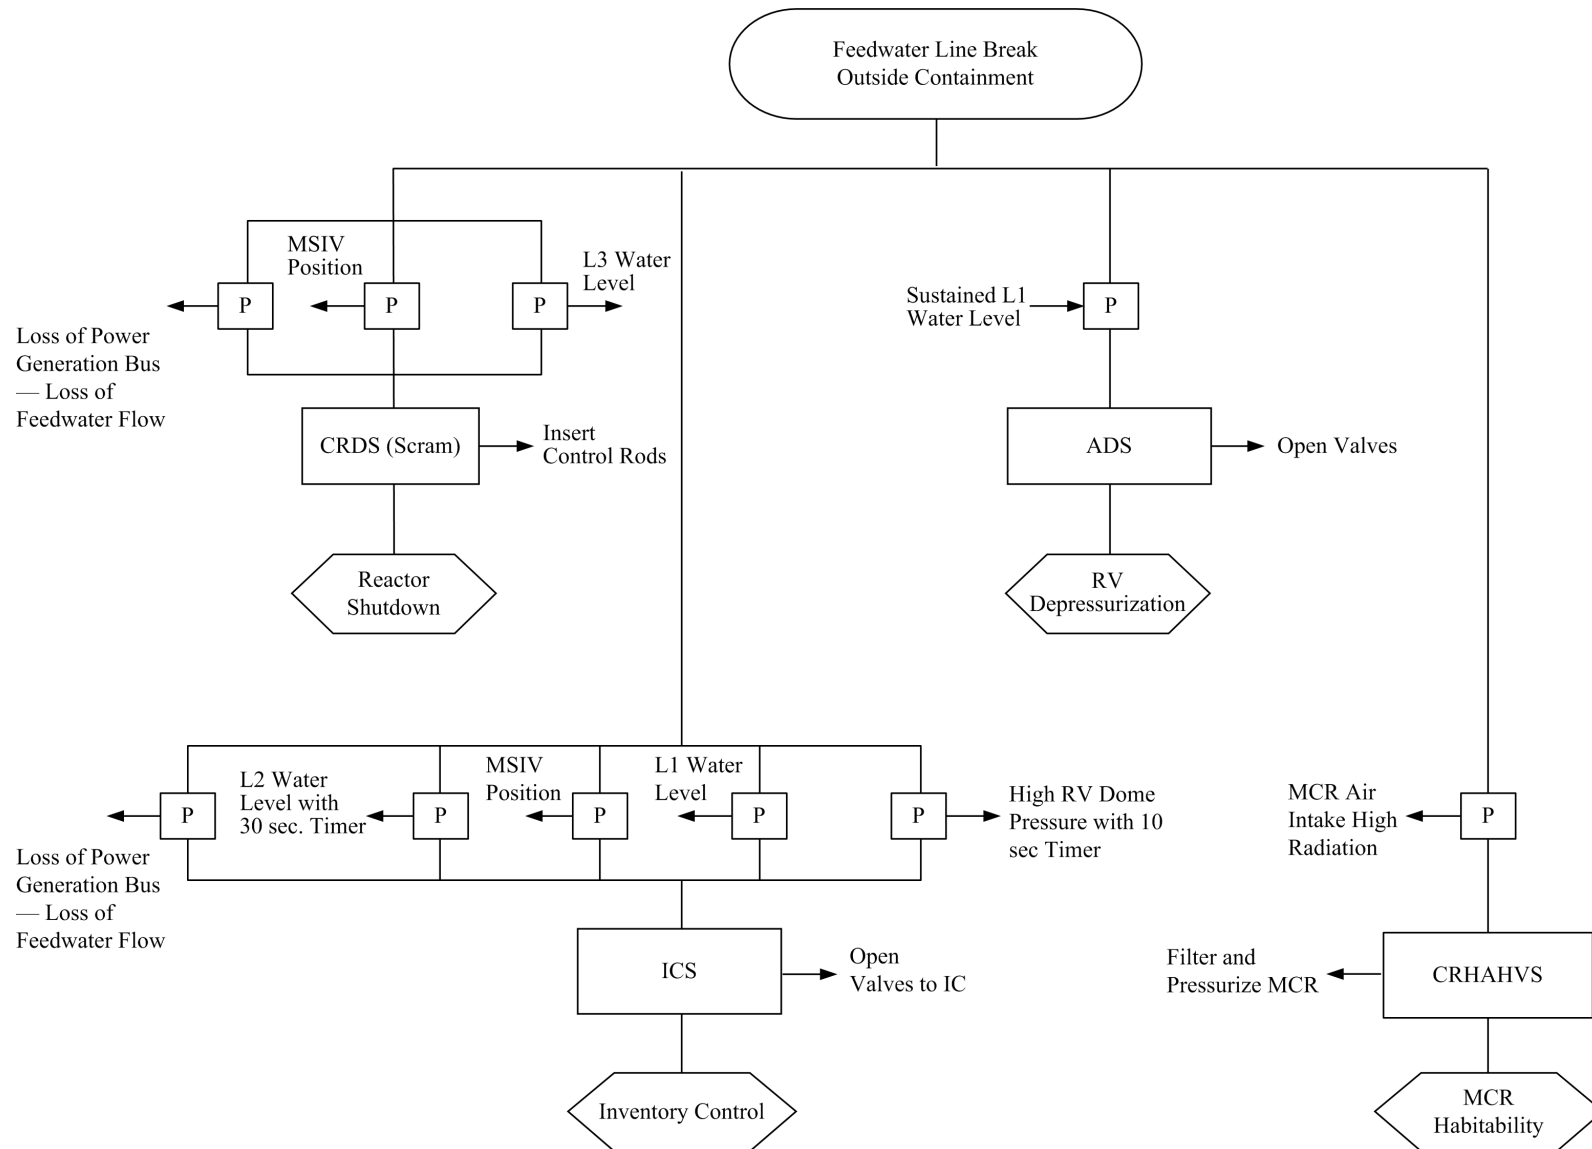 Feedwater Line Break
Outside Containment
MSIV
Position
L3 Water
Level
P
P
P
Loss of Power
Generation Bus
— Loss of
Feedwater Flow
CRDS (Scram)
Insert
Control Rods
Reactor
Shutdown
Sustained L1
Water Level
P
ADS
Open Valves
RV
Depressurization
L2 Water
Level with
30 sec. Timer
MSIV
Position
L1 Water
Level
P
P
P
P
P
High RV Dome
Pressure with 10
sec Timer
Loss of Power
Generation Bus
— Loss of
Feedwater Flow
ICS
Open
Valves to IC
Inventory Control
MCR Air
Intake High
Radiation
P
Filter and
Pressurize MCR
CRHAHVS
MCR
Habitability